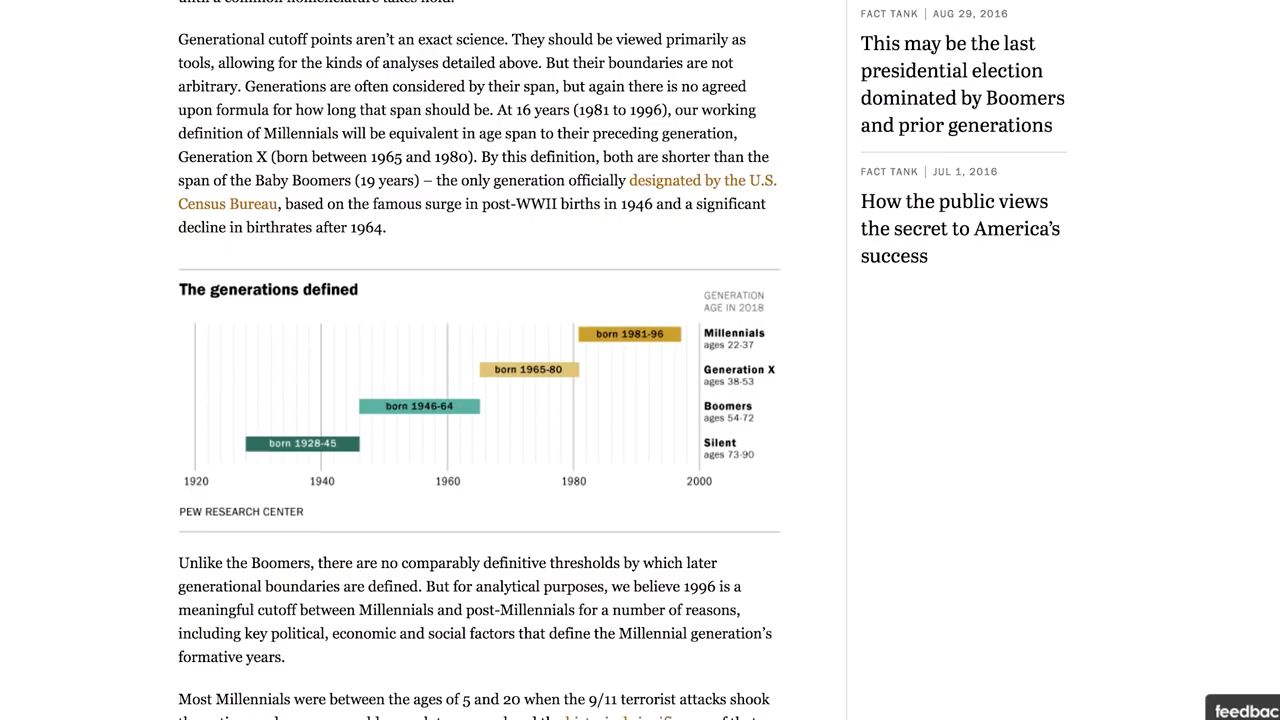 Generational cutoff points aren't an exact science. They should be viewed primarily as
tools, allowing for the kinds of analyses detailed above. But their boundaries are not
arbitrary. Generations are often considered by their span, but again there is no agreed
upon formula for how long that span should be. At 16 years (1981 to 1996), our working
definition of Millennials will be equivalent in age span to their preceding generation,
Generation X (born between 1965 and 1980). By this definition, both are shorter than the
span of the Baby Boomers (19 years) – the only generation officially designated by the U.S.
Census Bureau, based on the famous surge in post-WWII births in 1946 and a significant
decline in birthrates after 1964.
The generations defined
GENERATION
AGE IN 2018
born 1981-96
Millennials
ages 22-37
born 1965-80
Generation X
ages 38-53
born 1946-64
Boomers
ages 54-72
born 1928-45
Silent
ages 73-90
1920 1940 1960 1980 2000
PEW RESEARCH CENTER
Unlike the Boomers, there are no comparably definitive thresholds by which later
generational boundaries are defined. But for analytical purposes, we believe 1996 is a
meaningful cutoff between Millennials and post-Millennials for a number of reasons,
including key political, economic and social factors that define the Millennial generation's
formative years.
Most Millennials were between the ages of 5 and 20 when the 9/11 terrorist attacks shook
FACT TANK | AUG 29, 2016
This may be the last
presidential election
dominated by Boomers
and prior generations
FACT TANK | JUL 1, 2016
How the public views
the secret to America's
success
feedbac